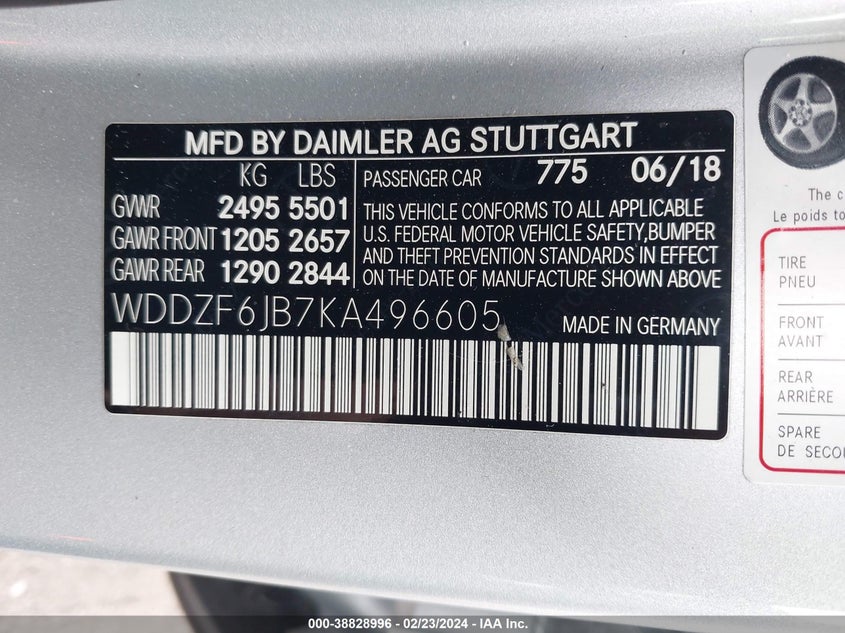 MFD BY DAIMLER AG STUTTGART
KG LBS
GVWR 2495 5501
GAWR FRONT 1205 2657
GAWR REAR 1290 2844
PASSENGER CAR 775 06/18
THIS VEHICLE CONFORMS TO ALL APPLICABLE
U.S. FEDERAL MOTOR VEHICLE SAFETY,BUMPER
AND THEFT PREVENTION STANDARDS IN EFFECT
ON THE DATE OF MANUFACTURE SHOWN ABOVE
WDDZF6JB7KA496605
MADE IN GERMANY
The
Le poids
TIRE
PNEU
FRONT
AVANT
REAR
ARRIÈRE
SPARE
DE
000-38828996 - 02/23/2024 - IAA Inc.